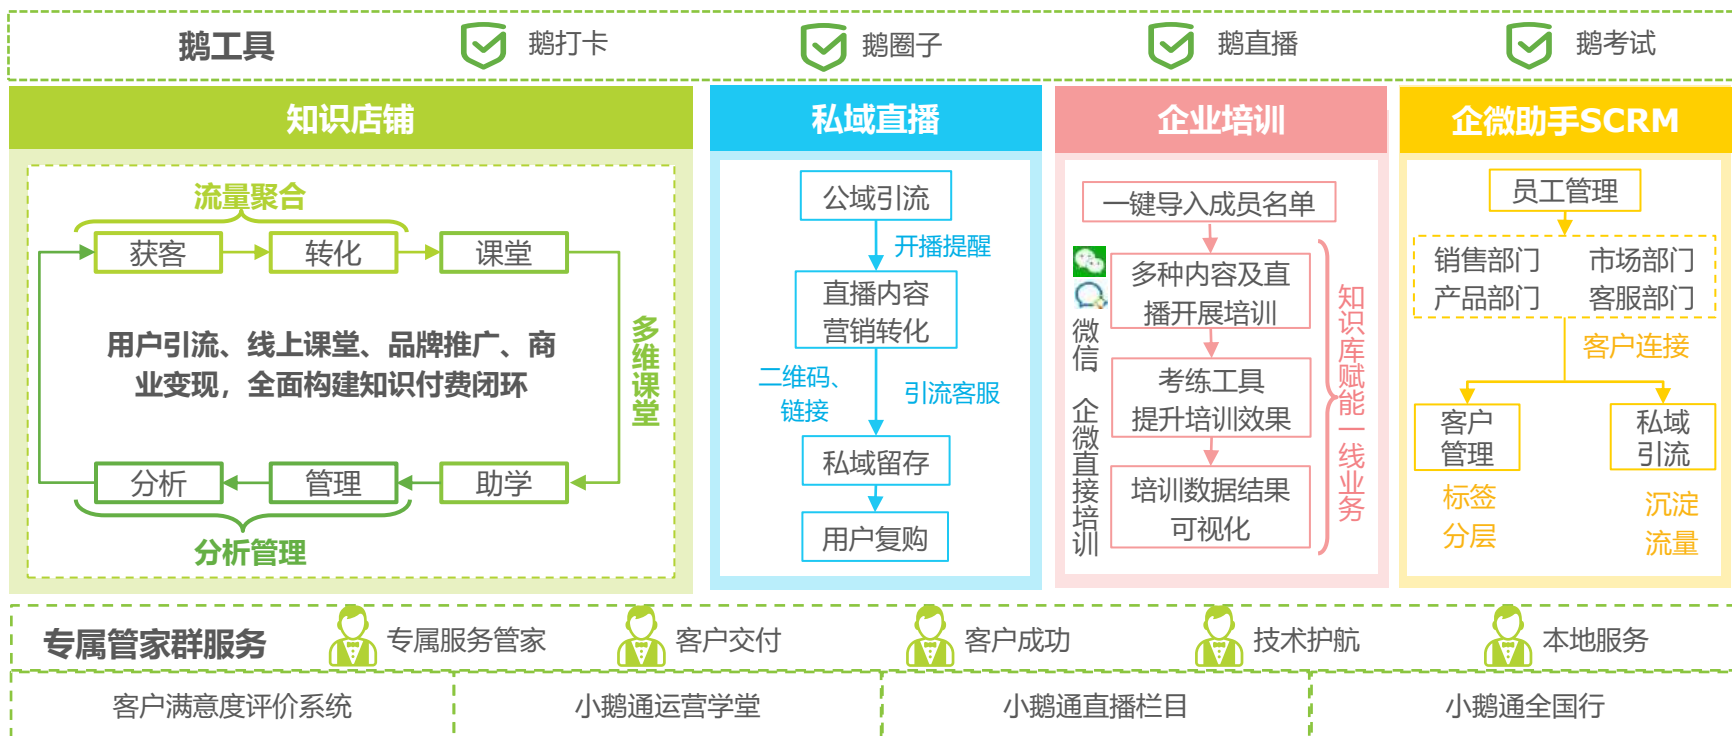 鹅工具
鹅打卡
鹅圈子
鹅直播
鹅考试
知识店铺
流量聚合
获客
转化
课堂
用户引流、线上课堂、品牌推广、商
业变现，全面构建知识付费闭环
多维课堂
分析
管理
助学
分析管理
私域直播
公域引流
开播提醒
直播内容
营销转化
二维码、
链接
引流客服
私域留存
用户复购
企业培训
一键导入成员名单
微信 企微直接培训
多种内容及直
播开展培训
考练工具
提升培训效果
培训数据结果
可视化
知识库赋能一线业务
企微助手SCRM
员工管理
销售部门 市场部门
产品部门 客服部门
客户连接
客户
管理
私域
引流
标签
分层
沉淀
流量
专属管家群服务
专属服务管家
客户交付
客户成功
技术护航
本地服务
客户满意度评价系统
小鹅通运营学堂
小鹅通直播栏目
小鹅通全国行